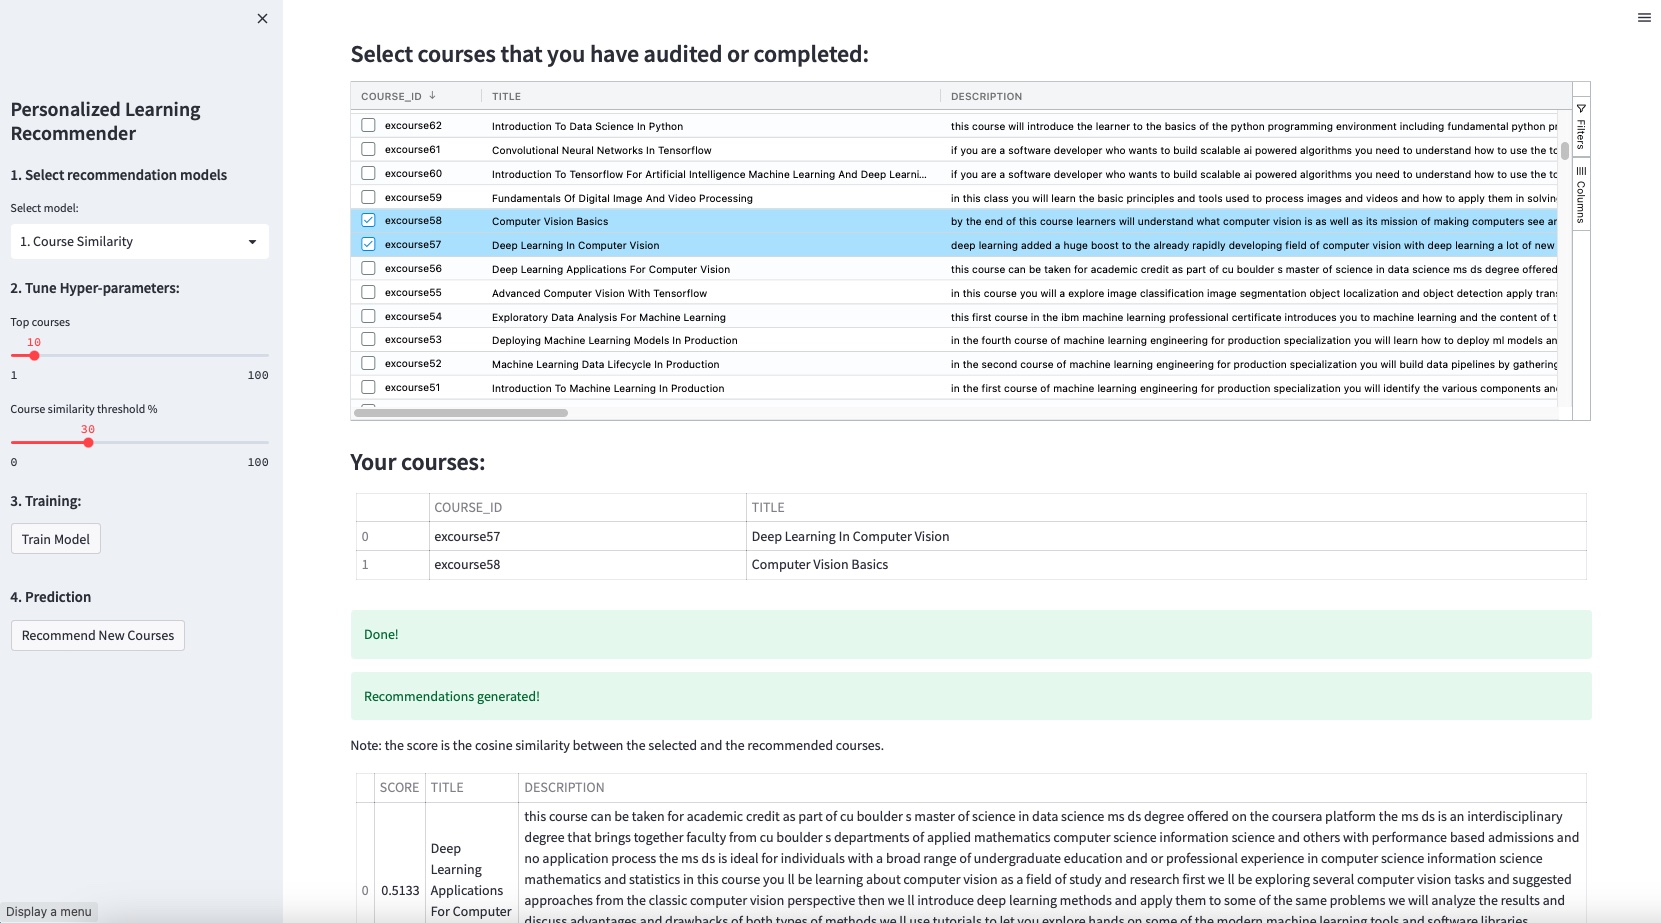 Personalized Learning
Recommender
1. Select recommendation models
Select model:
1. Course Similarity
2. Tune Hyper-parameters:
Top courses
10
1 100
Course similarity threshold %
30
0 100
3. Training:
Train Model
4. Prediction
Recommend New Courses
Display a menu
Select courses that you have audited or completed:
COURSE_ID ↓ TITLE DESCRIPTION
excourse62 Introduction To Data Science In Python this course will introduce the learner to the basics of the python programming environment including fundamental python pr
excourse61 Convolutional Neural Networks In Tensorflow if you are a software developer who wants to build scalable ai powered algorithms you need to understand how to use the to
excourse60 Introduction To Tensorflow For Artificial Intelligence Machine Learning And Deep Learni... if you are a software developer who wants to build scalable ai powered algorithms you need to understand how to use the to
excourse59 Fundamentals Of Digital Image And Video Processing in this class you will learn the basic principles and tools used to process images and videos and how to apply them in solvin
excourse58 Computer Vision Basics by the end of this course learners will understand what computer vision is as well as its mission of making computers see an
excourse57 Deep Learning In Computer Vision deep learning added a huge boost to the already rapidly developing field of computer vision with deep learning a lot of new
excourse56 Deep Learning Applications For Computer Vision this course can be taken for academic credit as part of cu boulder s master of science in data science ms ds degree offered
excourse55 Advanced Computer Vision With Tensorflow in this course you will a explore image classification image segmentation object localization and object detection apply tran
excourse54 Exploratory Data Analysis For Machine Learning this first course in the ibm machine learning professional certificate introduces you to machine learning and the content of t
excourse53 Deploying Machine Learning Models In Production in the fourth course of machine learning engineering for production specialization you will learn how to deploy ml models an
excourse52 Machine Learning Data Lifecycle In Production in the second course of machine learning engineering for production specialization you will build data pipelines by gathering
excourse51 Introduction To Machine Learning In Production in the first course of machine learning engineering for production specialization you will identify the various components an
Filters
Columns
Your courses:
COURSE_ID TITLE
0 excourse57 Deep Learning In Computer Vision
1 excourse58 Computer Vision Basics
Done!
Recommendations generated!
Note: the score is the cosine similarity between the selected and the recommended courses.
SCORE TITLE DESCRIPTION
0 0.5133
Deep
Learning
Applications
For Computer
this course can be taken for academic credit as part of cu boulder s master of science in data science ms ds degree offered on the coursera platform the ms ds is an interdisciplinary
degree that brings together faculty from cu boulder s departments of applied mathematics computer science information science and others with performance based admissions and
no application process the ms ds is ideal for individuals with a broad range of undergraduate education and or professional experience in computer science information science
mathematics and statistics in this course you ll be learning about computer vision as a field of study and research first we ll be exploring several computer vision tasks and suggested
approaches from the classic computer vision perspective then we ll introduce deep learning methods and apply them to some of the same problems we will analyze the results and
discuss advantages and drawbacks of both types of methods we ll use tutorials to let you explore hands on some of the modern machine learning tools and software libraries